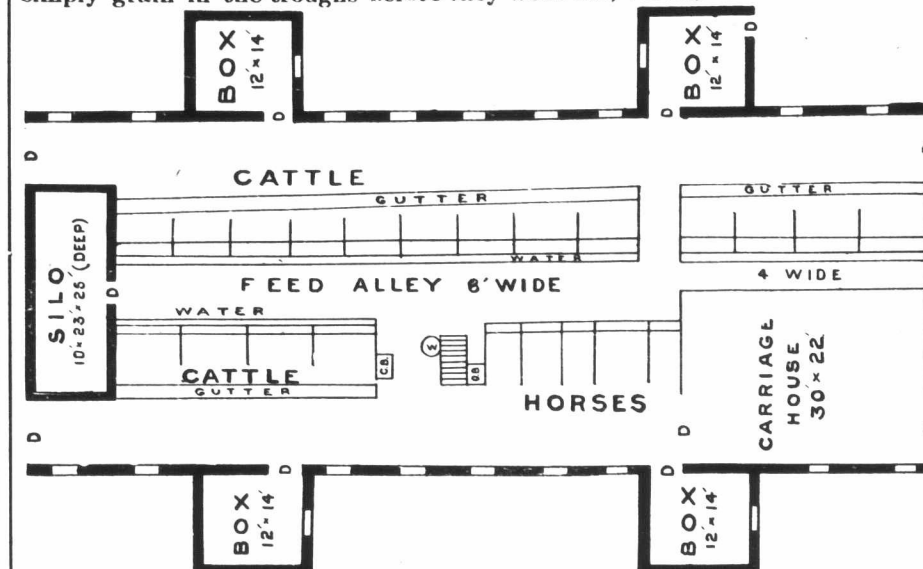 BOX
12'×14'
BOX
12'×14'
D
D
D
D
CATTLE
GUTTER
GUTTER
WATER
SILO
10'×23'×25' (DEEP)
D
FEED ALLEY 8' WIDE
4 WIDE
WATER
W
C.B.
CATTLE
GUTTER
HORSES
CARRIAGE
HOUSE
30'×22'
D
D
D
D
BOX
12'×14'
BOX
12'×14'